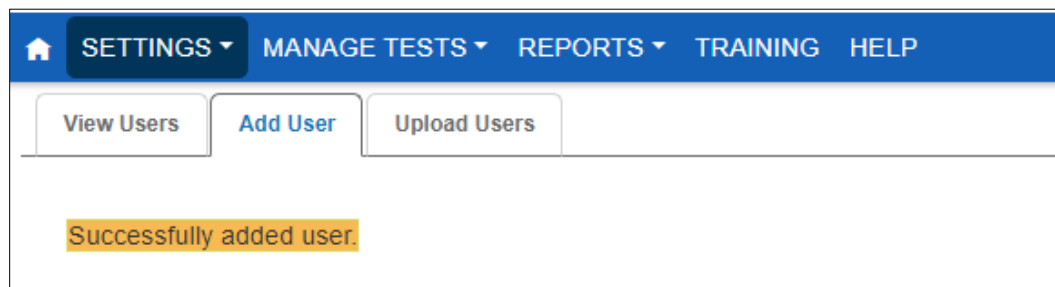 SETTINGS MANAGE TESTS REPORTS TRAINING HELP
View Users Add User Upload Users
Successfully added user.